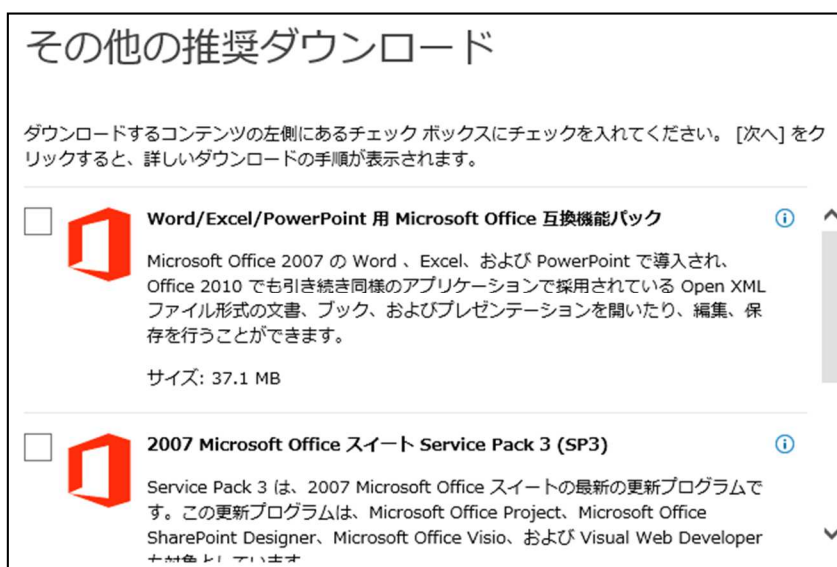 その他の推奨ダウンロード
ダウンロードするコンテンツの左側にあるチェック ボックスにチェックを入れてください。 [次へ] をク
リックすると、詳しいダウンロードの手順が表示されます。
Word/Excel/PowerPoint 用 Microsoft Office 互換機能パック
Microsoft Office 2007 の Word 、Excel、および PowerPoint で導入され、
Office 2010 でも引き続き同様のアプリケーションで採用されている Open XML
ファイル形式の文書、ブック、およびプレゼンテーションを開いたり、編集、保
存を行うことができます。
サイズ: 37.1 MB
2007 Microsoft Office スイート Service Pack 3 (SP3)
Service Pack 3 は、2007 Microsoft Office スイートの最新の更新プログラムで
す。この更新プログラムは、Microsoft Office Project、Microsoft Office
SharePoint Designer、Microsoft Office Visio、および Visual Web Developer
も対象としています。